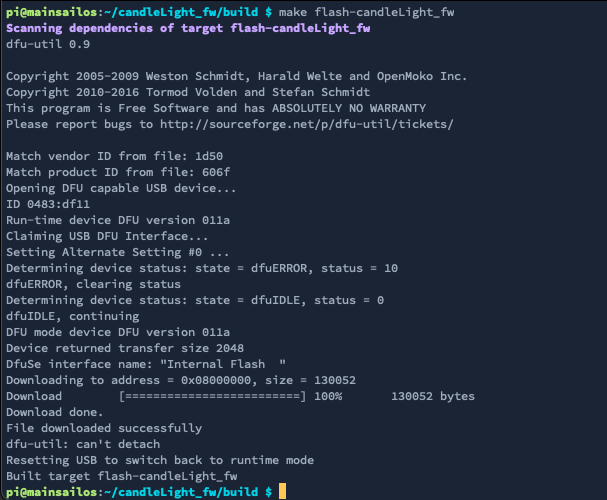 pi@mainsailos:~/candleLight_fw/build $ make flash-candleLight_fw
Scanning dependencies of target flash-candleLight_fw
dfu-util 0.9
Copyright 2005-2009 Weston Schmidt, Harald Welte and OpenMoko Inc.
Copyright 2010-2016 Tormod Volden and Stefan Schmidt
This program is Free Software and has ABSOLUTELY NO WARRANTY
Please report bugs to http://sourceforge.net/p/dfu-util/tickets/
Match vendor ID from file: 1d50
Match product ID from file: 606f
Opening DFU capable USB device...
ID 0483:df11
Run-time device DFU version 011a
Claiming USB DFU Interface...
Setting Alternate Setting #0 ...
Determining device status: state = dfuERROR, status = 10
dfuERROR, clearing status
Determining device status: state = dfuIDLE, status = 0
dfuIDLE, continuing
DFU mode device DFU version 011a
Device returned transfer size 2048
DfuSe interface name: "Internal Flash  "
Downloading to address = 0x08000000, size = 130052
Download        [=========================] 100%       130052 bytes
Download done.
File downloaded successfully
dfu-util: can't detach
Resetting USB to switch back to runtime mode
Built target flash-candleLight_fw
pi@mainsailos:~/candleLight_fw/build $